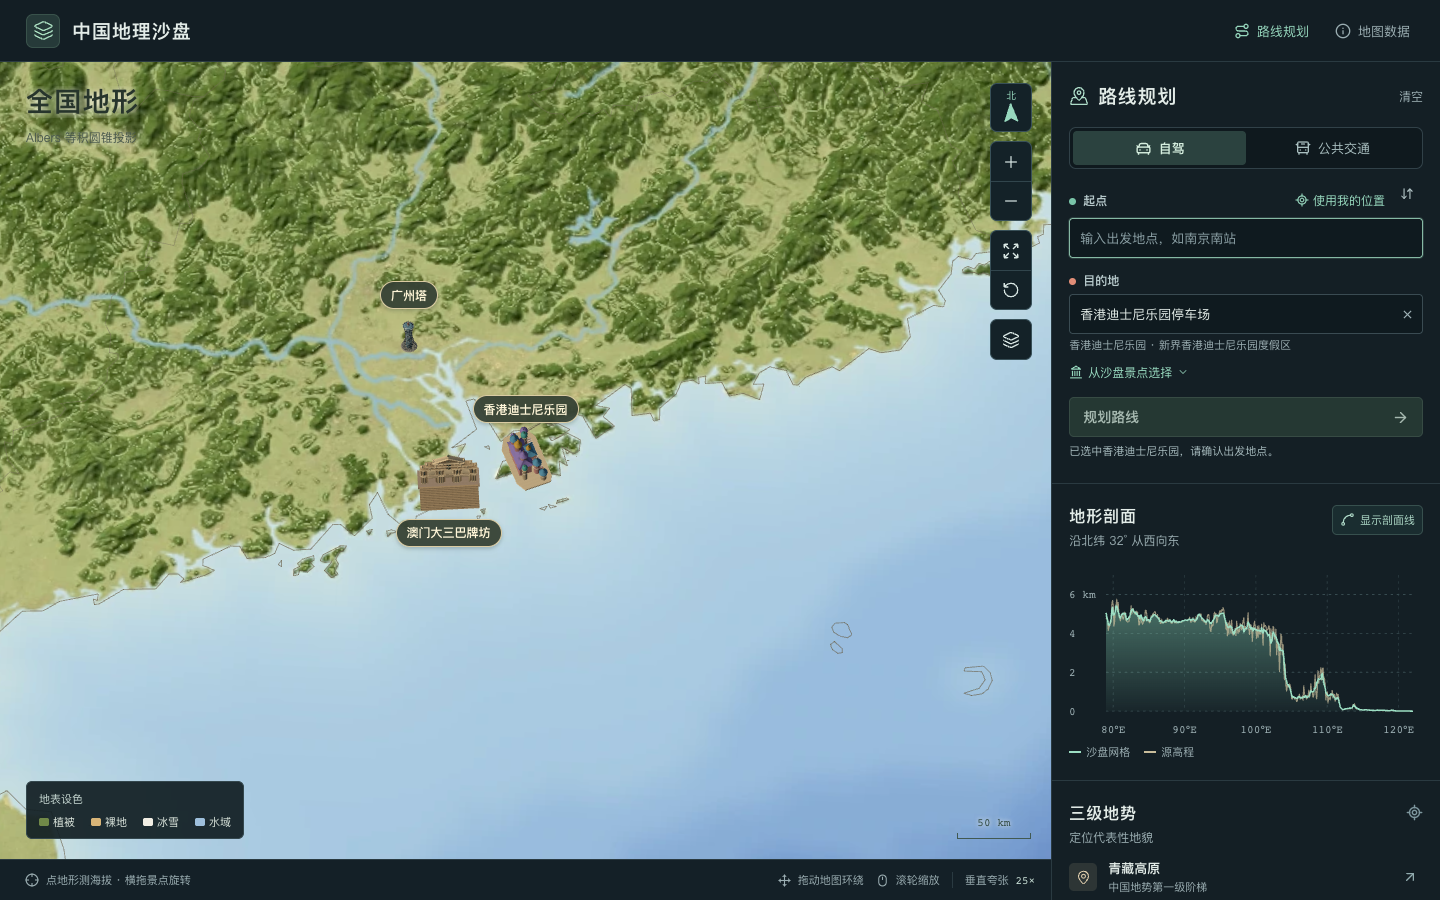 中国地理沙盘
路线规划
地图数据
全国地形
Albers 等积圆锥投影
北
广州塔
香港迪士尼乐园
澳门大三巴牌坊
地表设色
植被
裸地
冰雪
水域
50 km
点地形测海拔 · 横拖景点旋转
拖动地图环绕
滚轮缩放
垂直夸张 25×
路线规划
清空
自驾
公共交通
起点
使用我的位置
输入出发地点，如南京南站
目的地
香港迪士尼乐园停车场
香港迪士尼乐园 · 新界香港迪士尼乐园度假区
从沙盘景点选择
规划路线
已选中香港迪士尼乐园，请确认出发地点。
地形剖面
显示剖面线
沿北纬 32° 从西向东
6 km
4
2
0
80°E
90°E
100°E
110°E
120°E
沙盘网格
源高程
三级地势
定位代表性地貌
青藏高原
中国地势第一级阶梯